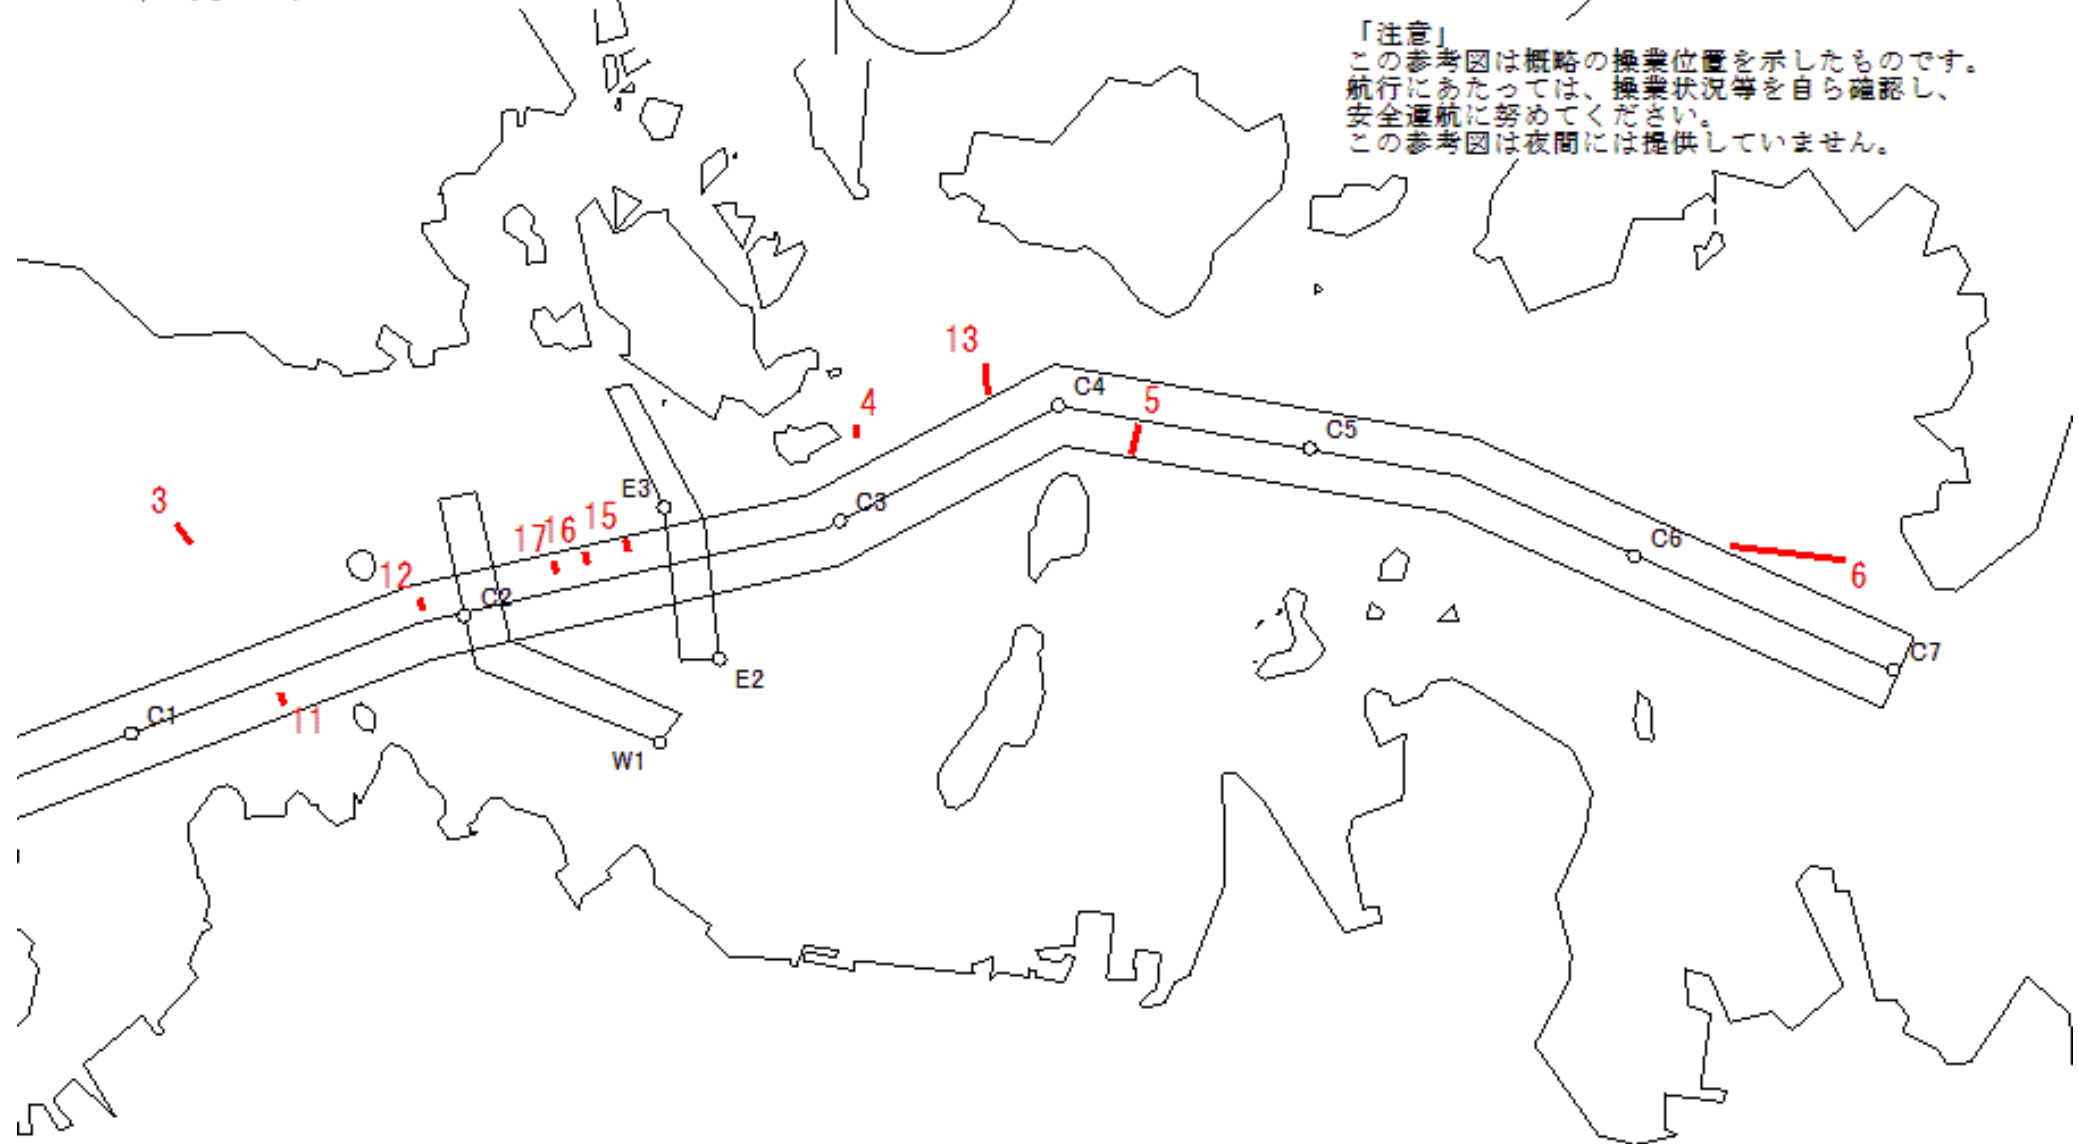 「注意」
この参考図は概略の操業位置を示したものです。
航行にあたっては、操業状況等を自ら確認し、
安全運航に努めてください。
この参考図は夜間には提供していません。
13
C4
4
5
C5
3
E3
15
16
17
C3
C6
6
12
C2
C7
E2
C1
11
W1